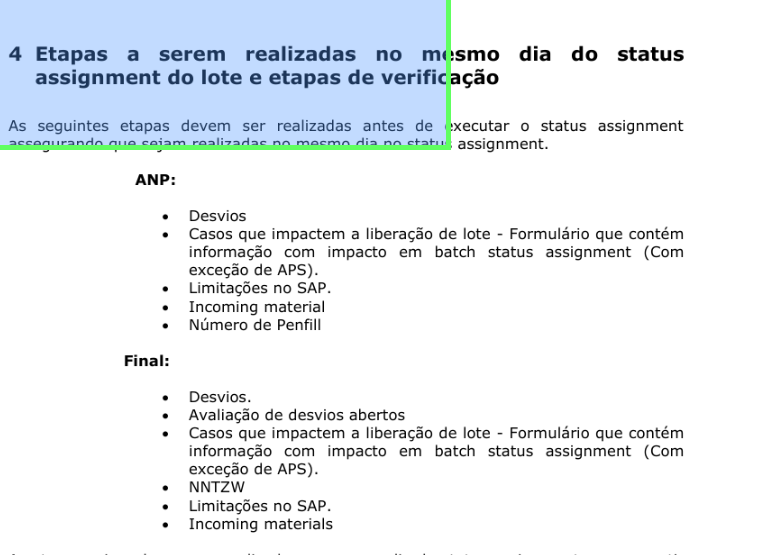 4 Etapas a serem realizadas no mesmo dia do status
assignment do lote e etapas de verificação
As seguintes etapas devem ser realizadas antes de executar o status assignment
assegurando que sejam realizadas no mesmo dia no status assignment.
ANP:
• Desvios
• Casos que impactem a liberação de lote - Formulário que contém
informação com impacto em batch status assignment (Com
exceção de APS).
• Limitações no SAP.
• Incoming material
• Número de Penfill
Final:
• Desvios.
• Avaliação de desvios abertos
• Casos que impactem a liberação de lote - Formulário que contém
informação com impacto em batch status assignment (Com
exceção de APS).
• NNTZW
• Limitações no SAP.
• Incoming materials